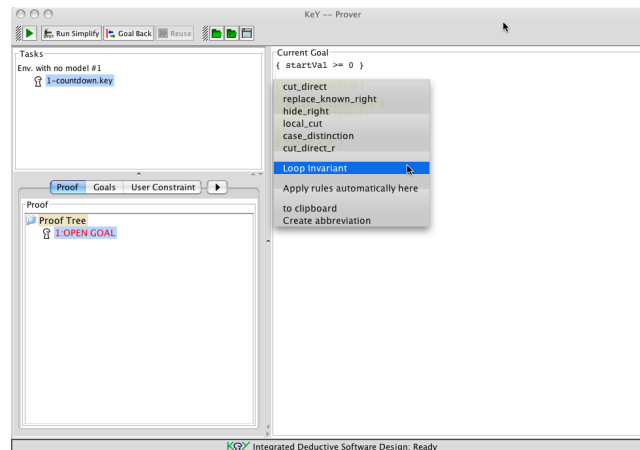 KeY -- Prover
Run Simplify Goal Back Reuse
Tasks
Env. with no model #1
1-countdown.key
Proof Goals User Constraint
Proof
Proof Tree
1:OPEN GOAL
Current Goal
{ startVal >= 0 }
cut_direct
replace_known_right
hide_right
local_cut
case_distinction
cut_direct_r
Loop Invariant
Apply rules automatically here
to clipboard
Create abbreviation
KeY Integrated Deductive Software Design: Ready